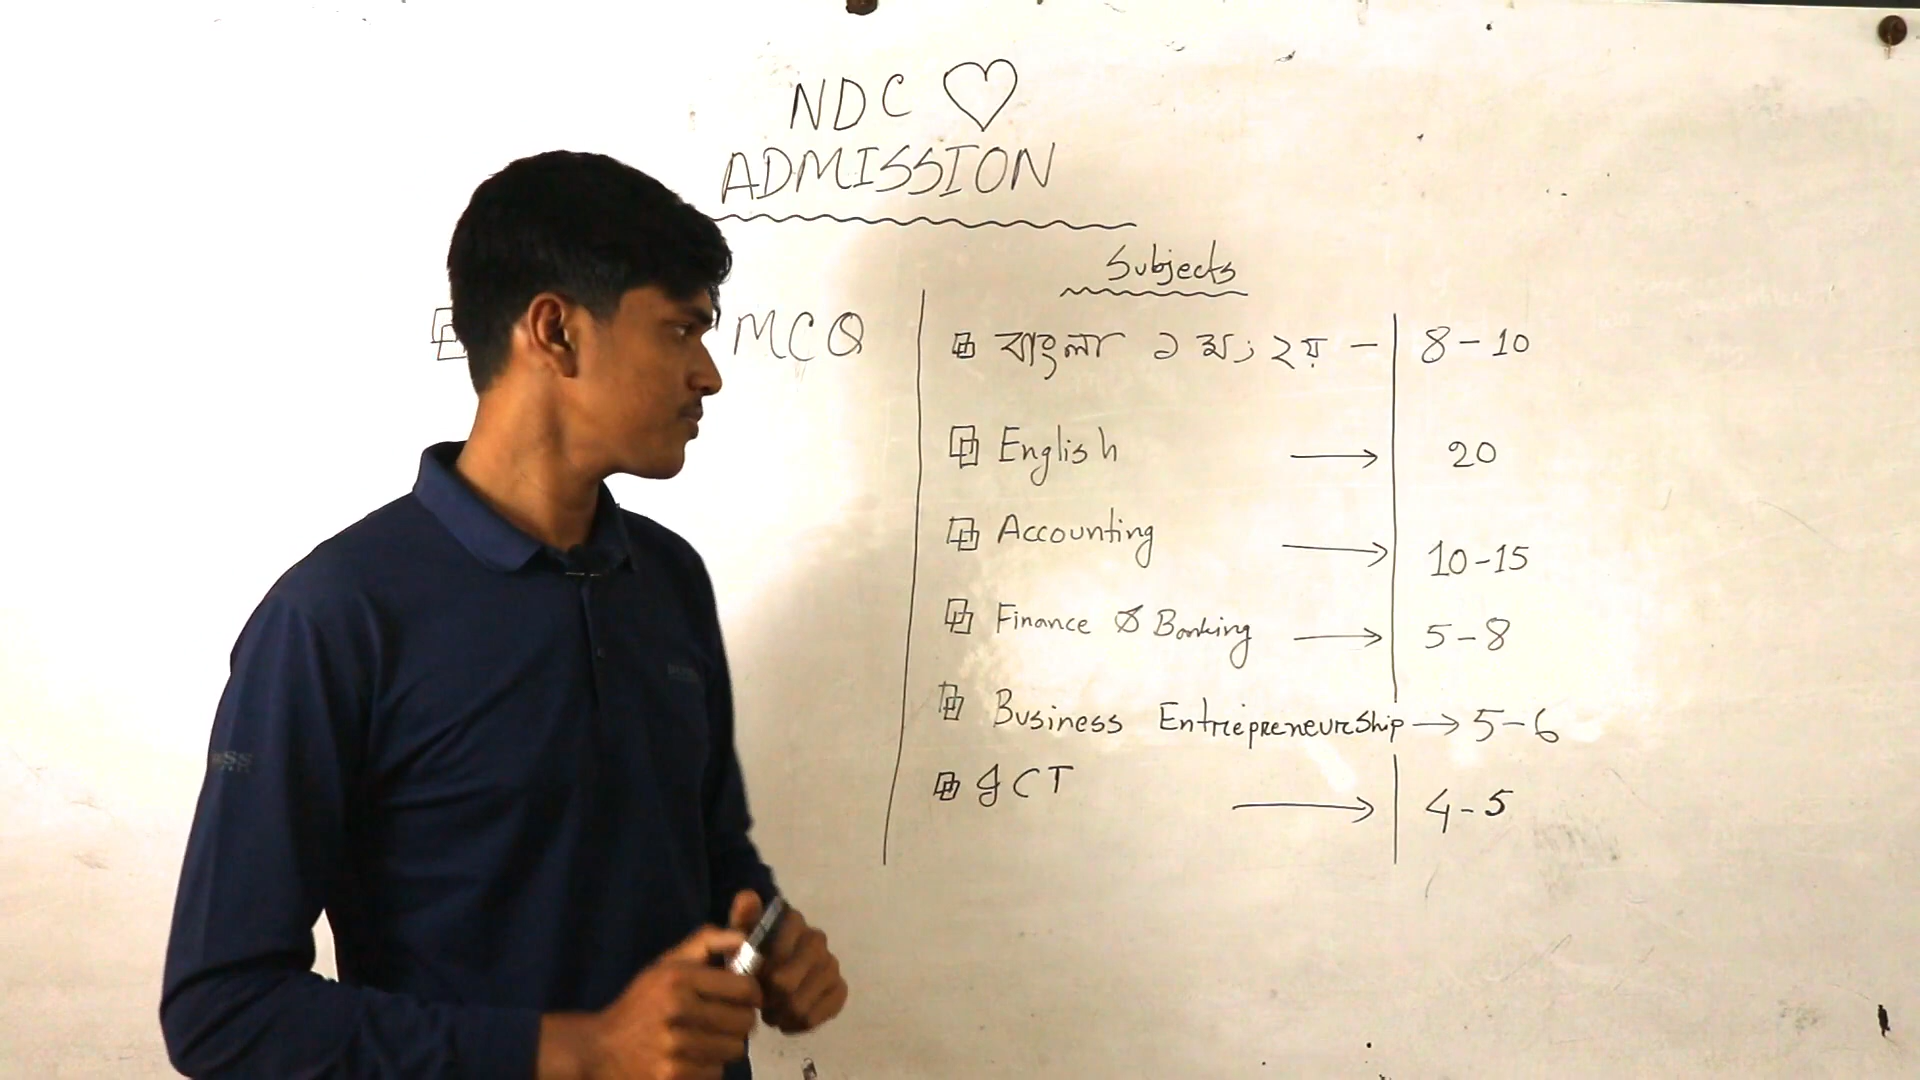 NDC ♡
ADMISSION
MCQ
Subjects
বাংলা ১ম, ২য় - 8-10
English → 20
Accounting → 10-15
Finance & Banking → 5-8
Business Entrepreneurship → 5-6
ICT → 4-5